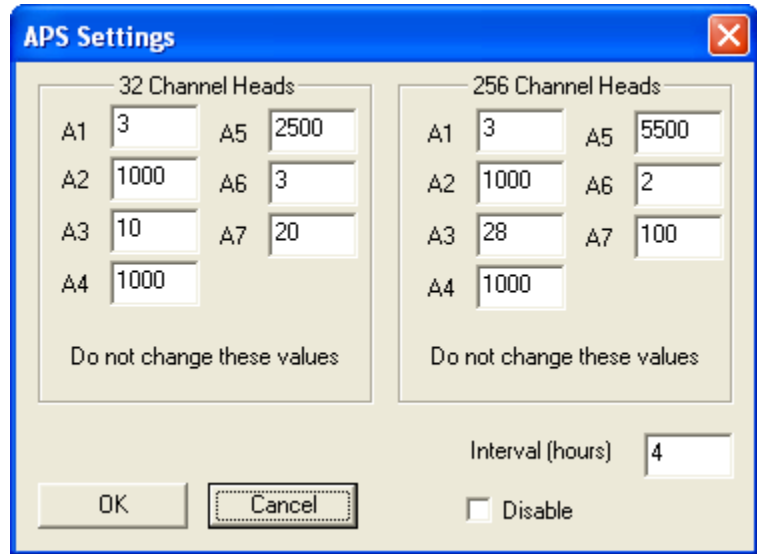 APS Settings
32 Channel Heads
A1 3 A5 2500
A2 1000 A6 3
A3 10 A7 20
A4 1000
Do not change these values
256 Channel Heads
A1 3 A5 5500
A2 1000 A6 2
A3 28 A7 100
A4 1000
Do not change these values
Interval (hours) 4
OK Cancel Disable